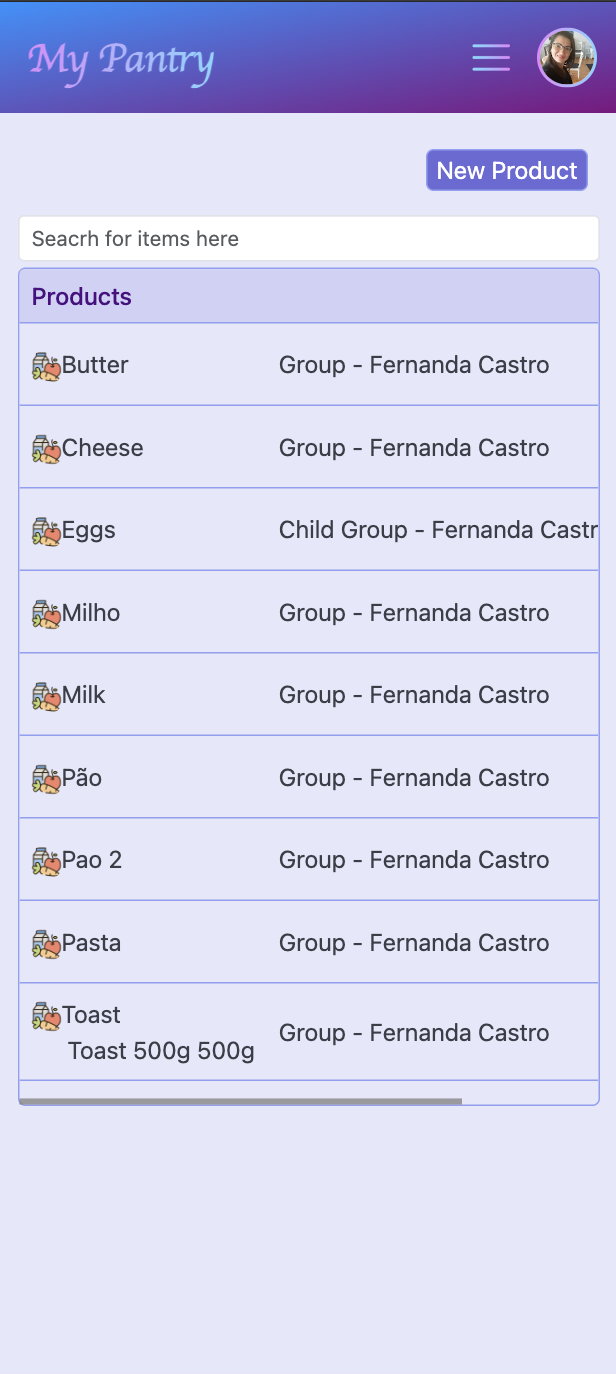 My Pantry
New Product
Seacrh for items here
Products
Butter Group - Fernanda Castro
Cheese Group - Fernanda Castro
Eggs Child Group - Fernanda Castr
Milho Group - Fernanda Castro
Milk Group - Fernanda Castro
Pão Group - Fernanda Castro
Pao 2 Group - Fernanda Castro
Pasta Group - Fernanda Castro
Toast
Toast 500g 500g
Group - Fernanda Castro